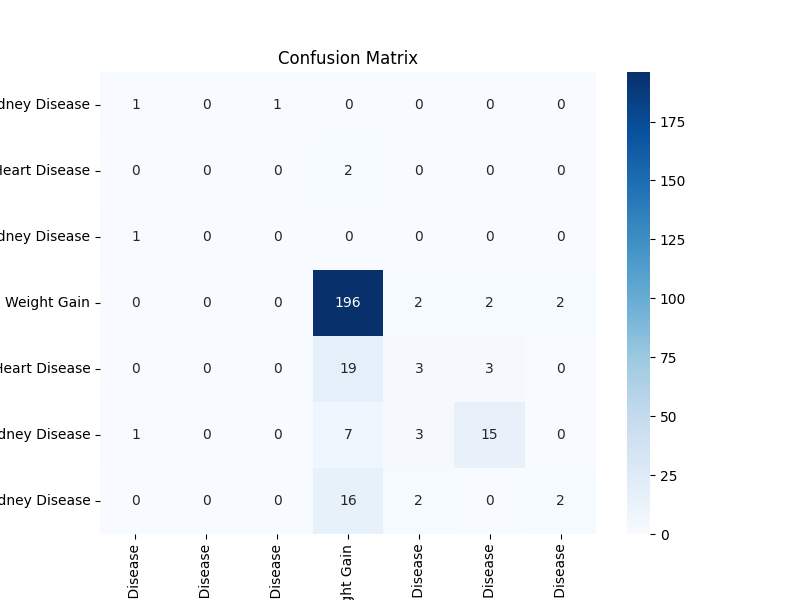 Confusion Matrix
dney Disease 1 0 1 0 0 0 0
Heart Disease 0 0 0 2 0 0 0
dney Disease 1 0 0 0 0 0 0
Weight Gain 0 0 0 196 2 2 2
Heart Disease 0 0 0 19 3 3 0
dney Disease 1 0 0 7 3 15 0
dney Disease 0 0 0 16 2 0 2
Disease Disease Disease ght Gain Disease Disease Disease
175
150
125
100
75
50
25
0